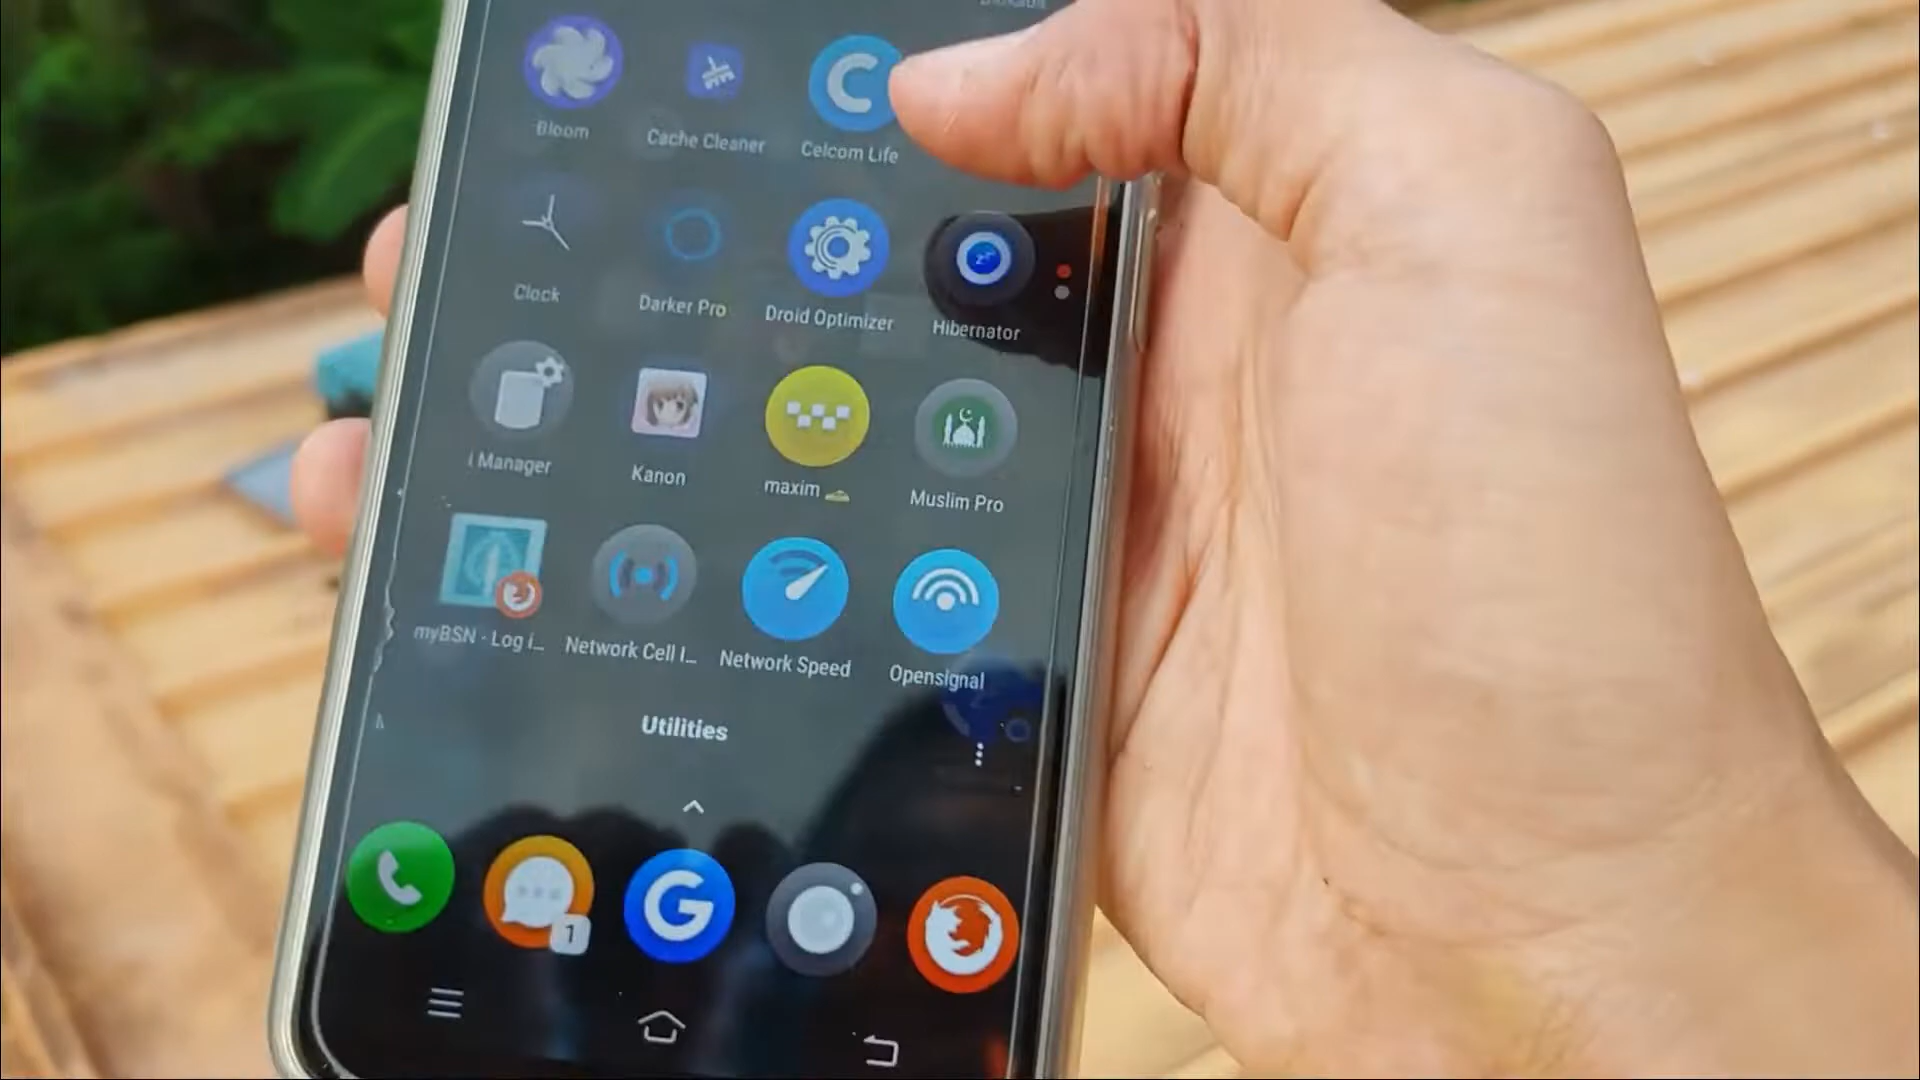 Bloom
Cache Cleaner
C
Celcom Life
Clock
Darker Pro
Droid Optimizer
Hibernator
i Manager
Kanon
maxim
Muslim Pro
myBSN - Log i...
Network Cell I...
Network Speed
Opensignal
Utilities
1
G